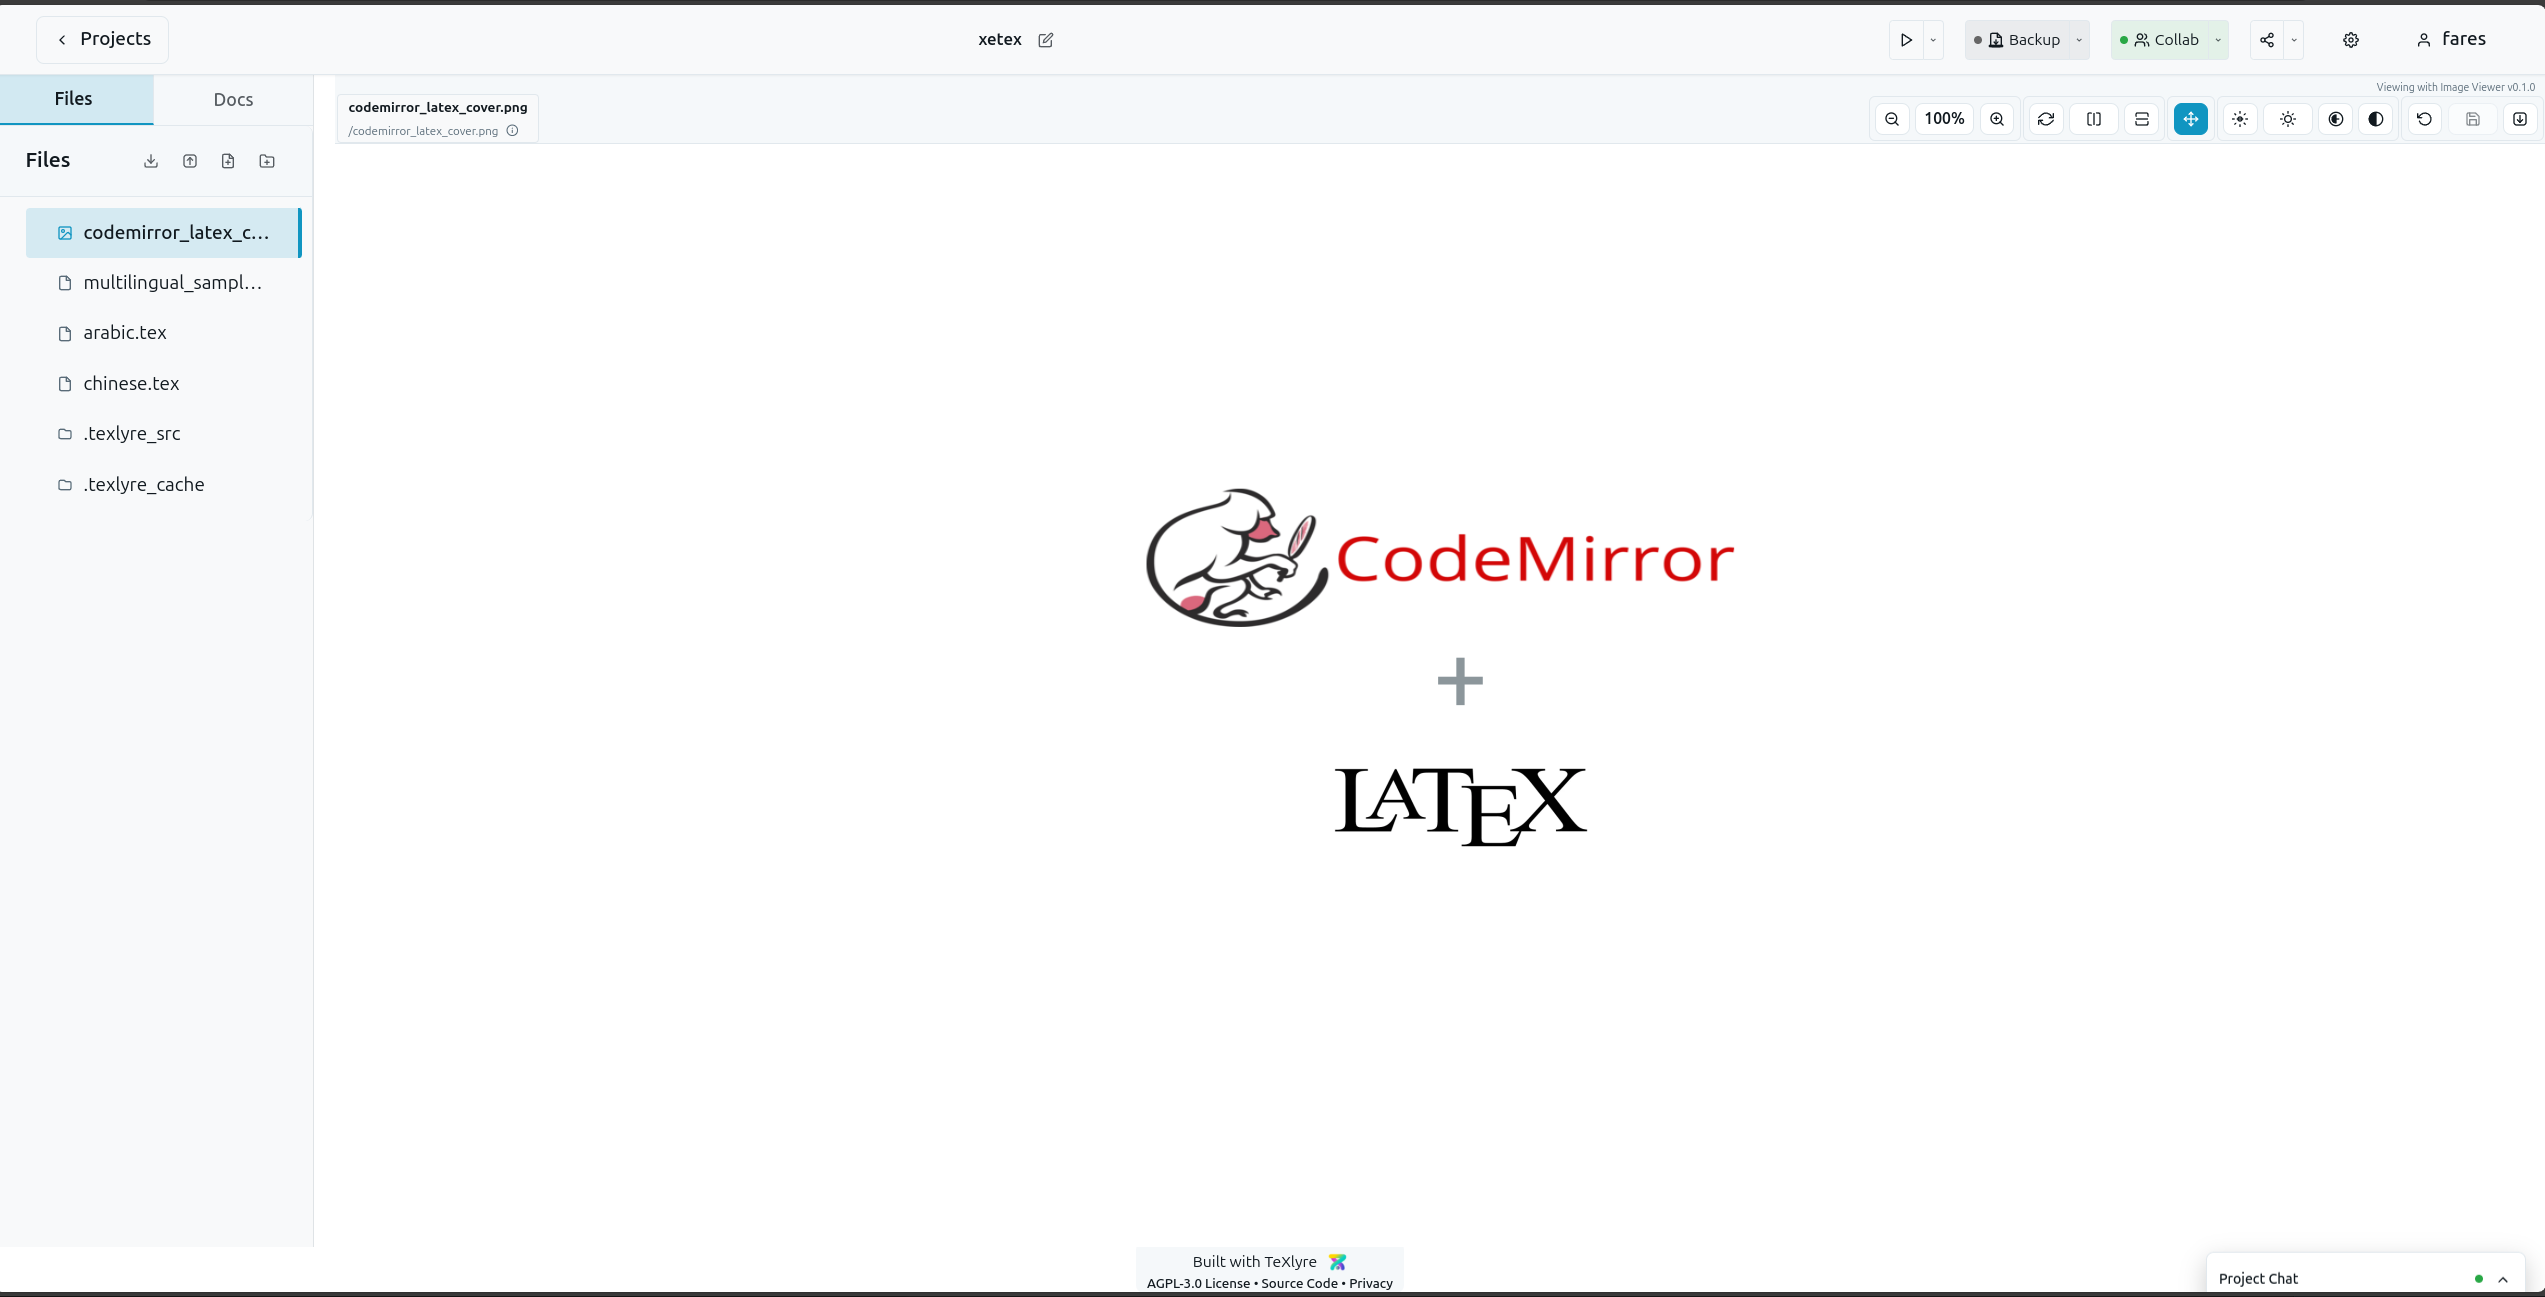 Projects
xetex
Backup
Collab
fares
Files
Docs
Viewing with Image Viewer v0.1.0
codemirror_latex_cover.png
/codemirror_latex_cover.png
100%
Files
codemirror_latex_c...
multilingual_sampl...
arabic.tex
chinese.tex
.texlyre_src
.texlyre_cache
CodeMirror
+
LATEX
Built with TeXlyre
AGPL-3.0 License • Source Code • Privacy
Project Chat